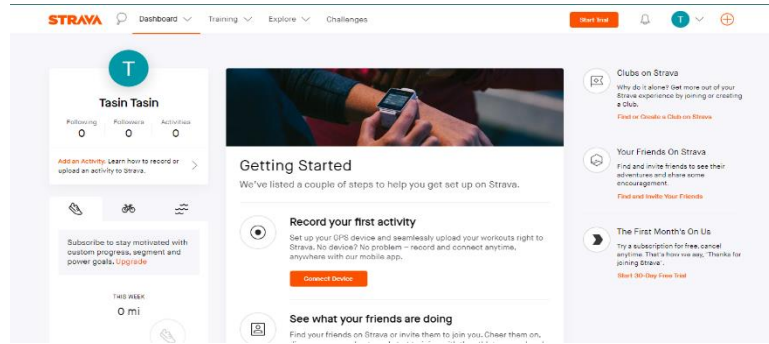 STRAVA Dashboard Training Explore Challenges Start Trial T
T
Tasin Tasin
Following Followers Activities
0 0 0
Add an Activity. Learn how to record or
upload an activity to Strava.
Subscribe to stay motivated with
custom progress, segment and
power goals. Upgrade
THIS WEEK
0 mi
Getting Started
We've listed a couple of steps to help you get set up on Strava.
Record your first activity
Set up your GPS device and seamlessly upload your workouts right to
Strava. No device? No problem – record and connect anytime,
anywhere with our mobile app.
Connect Device
See what your friends are doing
Find your friends on Strava or invite them to join you. Cheer them on,
Clubs on Strava
Why do it alone? Get more out of your
Strava experience by joining or creating
a Club.
Find or Create a Club on Strava
Your Friends On Strava
Find and invite friends to see their
adventures and share some
encouragement.
Find and Invite Your Friends
The First Month's On Us
Try a subscription for free, cancel
anytime. That's how we say, 'Thanks for
joining Strava'.
Start 30-Day Free Trial